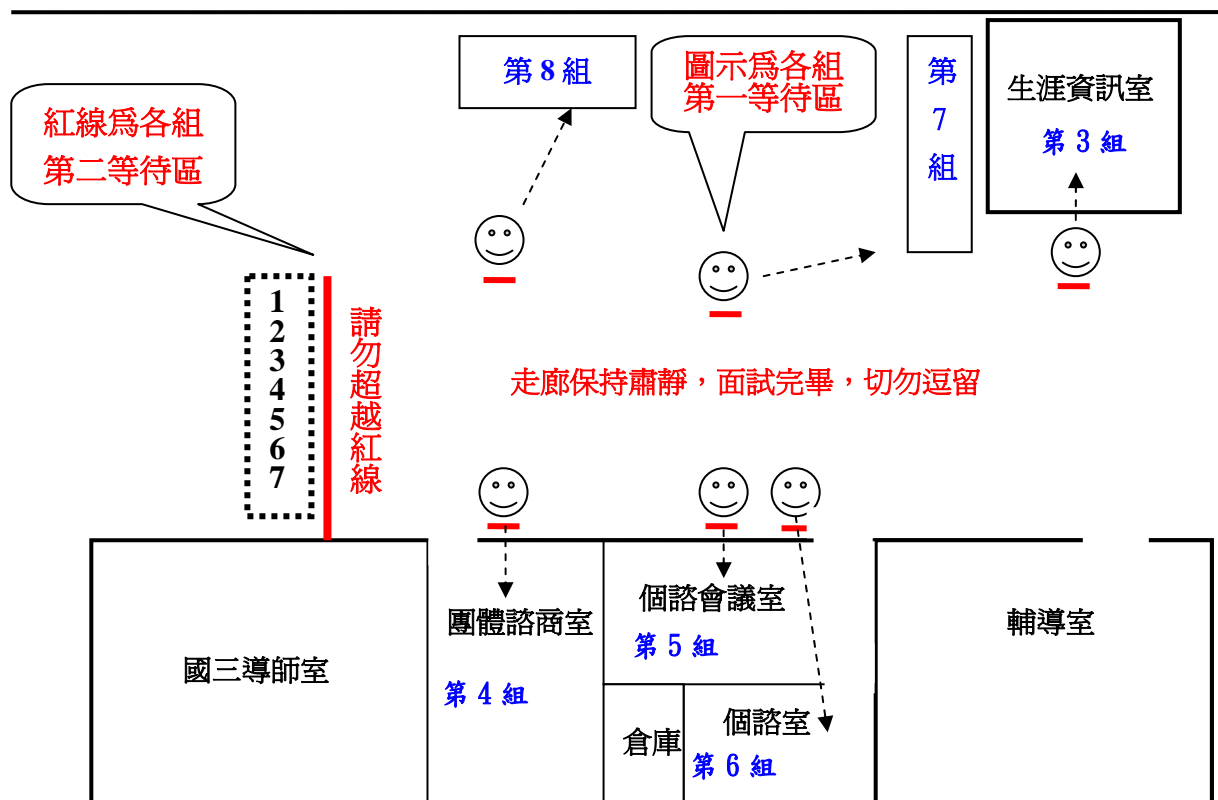 第 8 組
圖示爲各組
第一等待區
第
7
組
生涯資訊室
第 3 組
紅線爲各組
第二等待區
1
2
3
4
5
6
7
請勿超越紅線
走廊保持肅靜，面試完畢，切勿逗留
國三導師室
團體諮商室
第 4 組
個諮會議室
第 5 組
倉庫
個諮室
第 6 組
輔導室